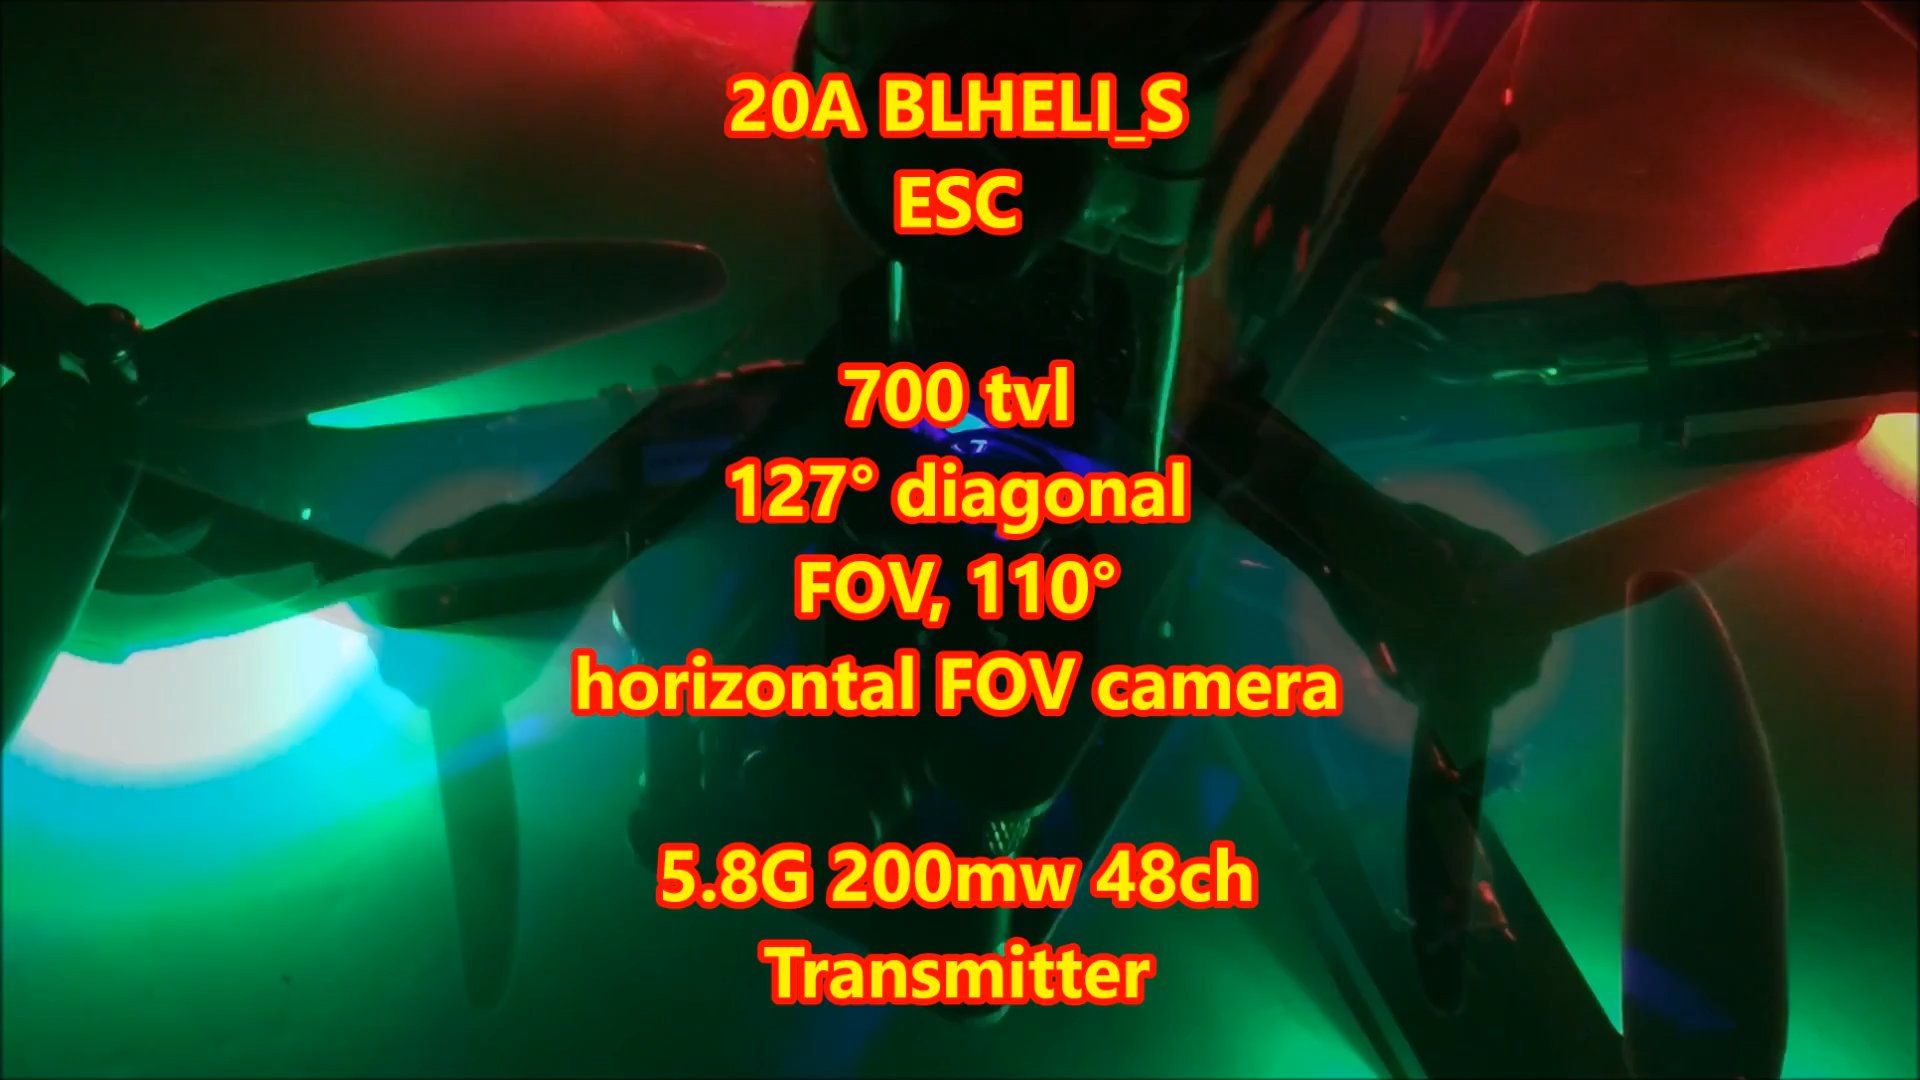 20A BLHELI_S
ESC
700 tvl
127° diagonal
FOV, 110°
horizontal FOV camera
5.8G 200mw 48ch
Transmitter